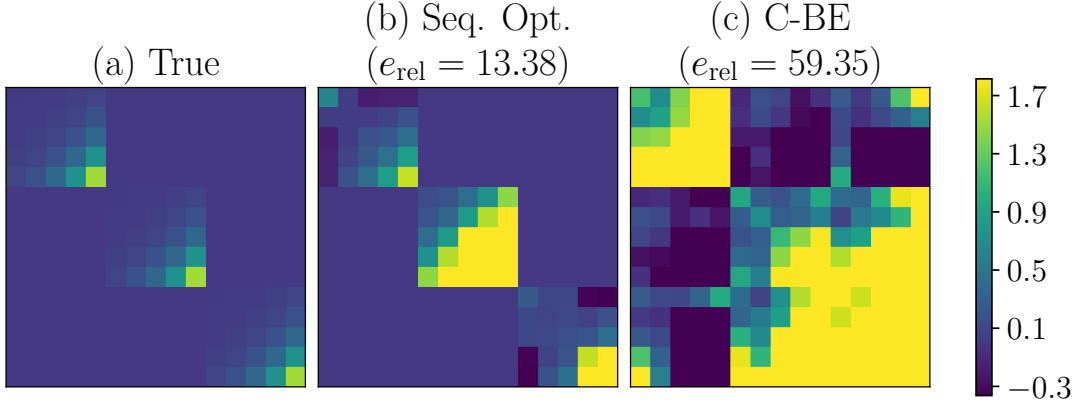 (a) True
(b) Seq. Opt.
(e_rel = 13.38)
(c) C-BE
(e_rel = 59.35)
1.7
1.3
0.9
0.5
0.1
−0.3